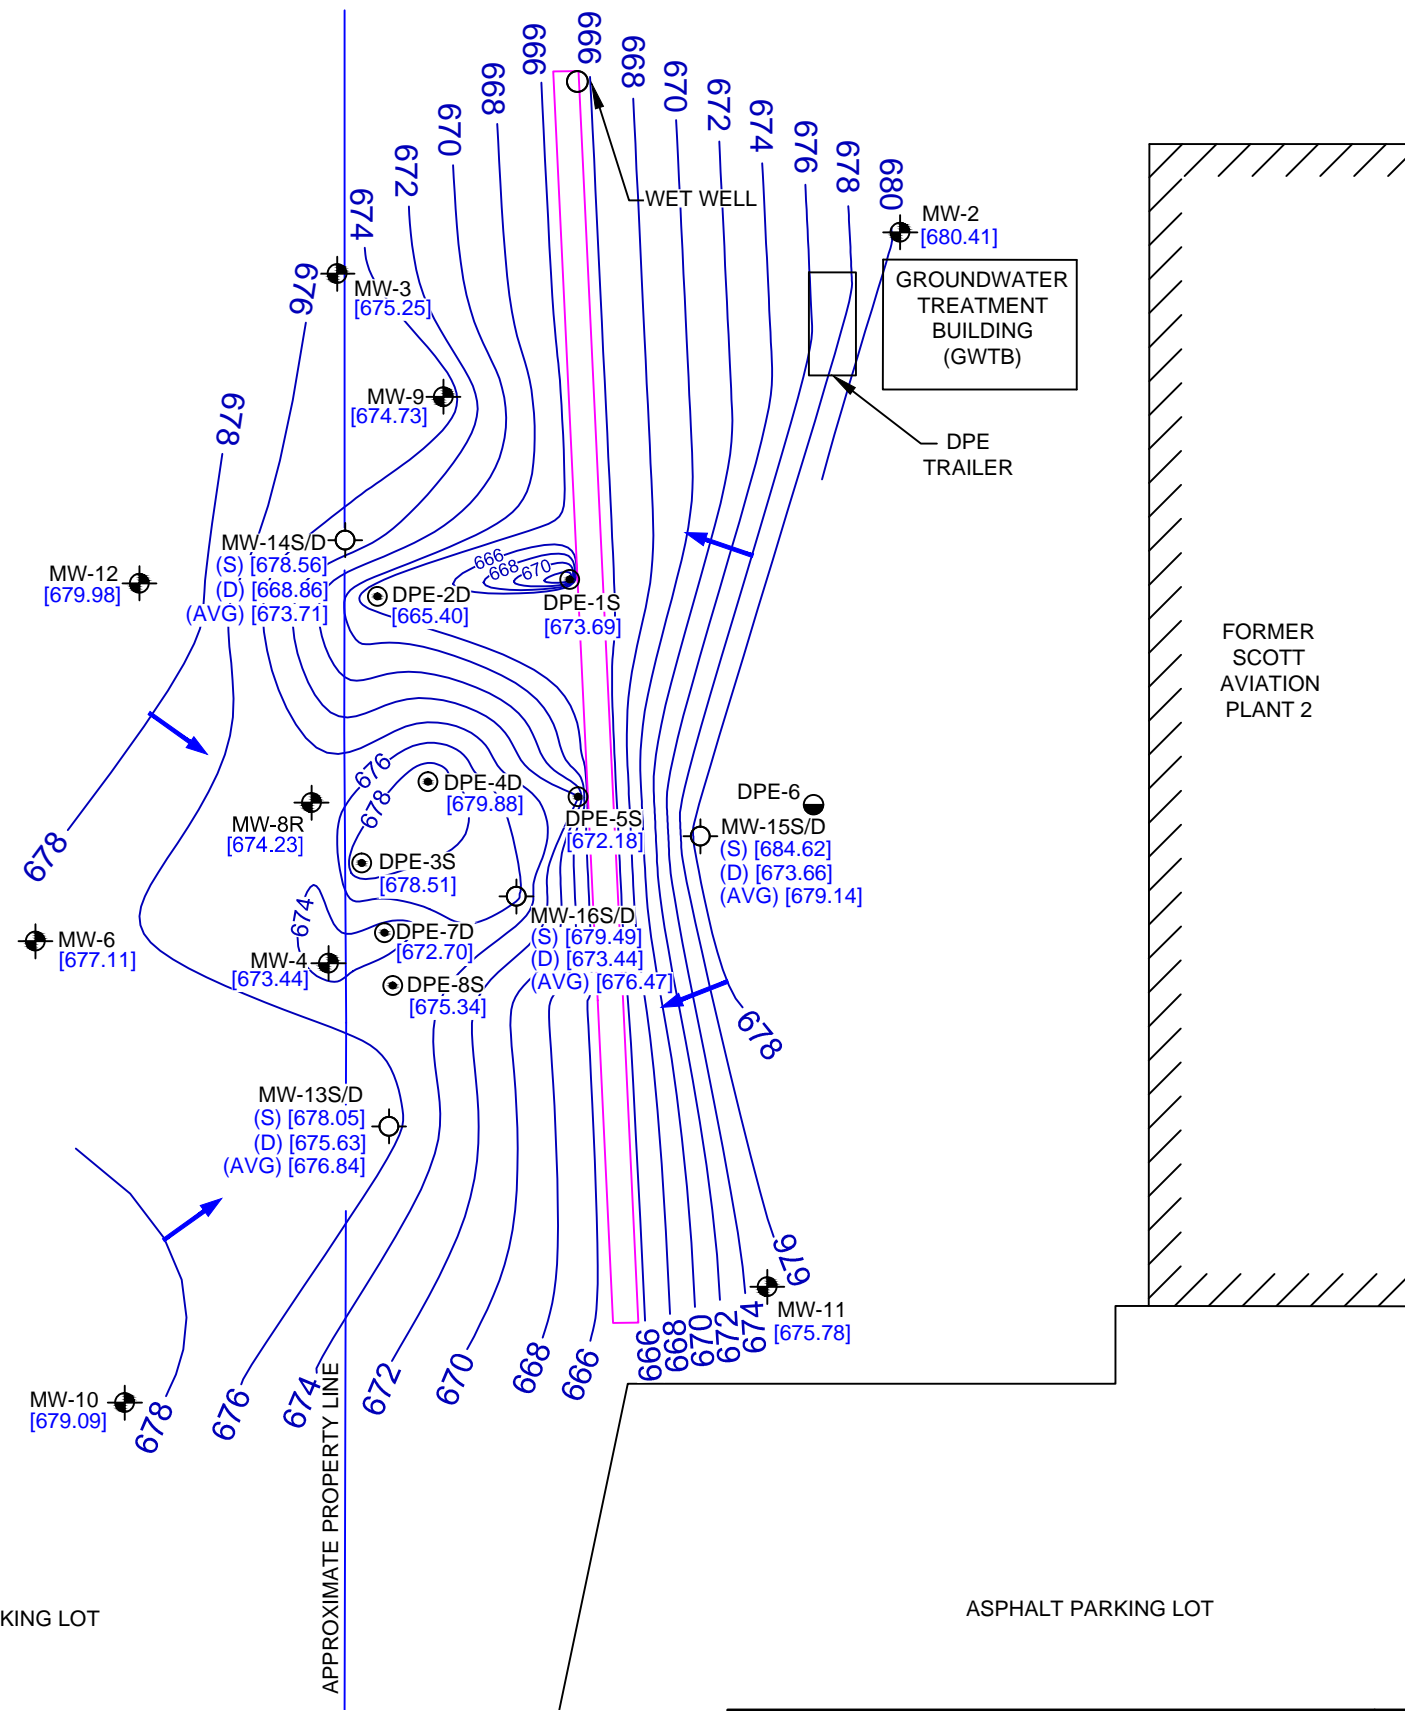 666
666
668
670
672
674
676
678
680
668
670
672
674
676
678
WET WELL
MW-2
[680.41]
GROUNDWATER
TREATMENT
BUILDING
(GWTB)
MW-3
[675.25]
MW-9
[674.73]
DPE
TRAILER
MW-14S/D
(S) [678.56]
(D) [668.86]
(AVG) [673.71]
MW-12
[679.98]
666
668
670
DPE-2D
[665.40]
DPE-1S
[673.69]
FORMER
SCOTT
AVIATION
PLANT 2
676
678
DPE-4D
[679.88]
MW-8R
[674.23]
DPE-5S
[672.18]
DPE-6
MW-15S/D
(S) [684.62]
(D) [673.66]
(AVG) [679.14]
678
DPE-3S
[678.51]
674
MW-6
[677.11]
DPE-7D
[672.70]
MW-16S/D
(S) [679.49]
(D) [673.44]
(AVG) [676.47]
MW-4
[673.44]
DPE-8S
[675.34]
678
MW-13S/D
(S) [678.05]
(D) [675.63]
(AVG) [676.84]
676
MW-11
[675.78]
MW-10
[679.09]
678
676
674
672
670
668
666
666
668
670
672
674
APPROXIMATE PROPERTY LINE
KING LOT
ASPHALT PARKING LOT